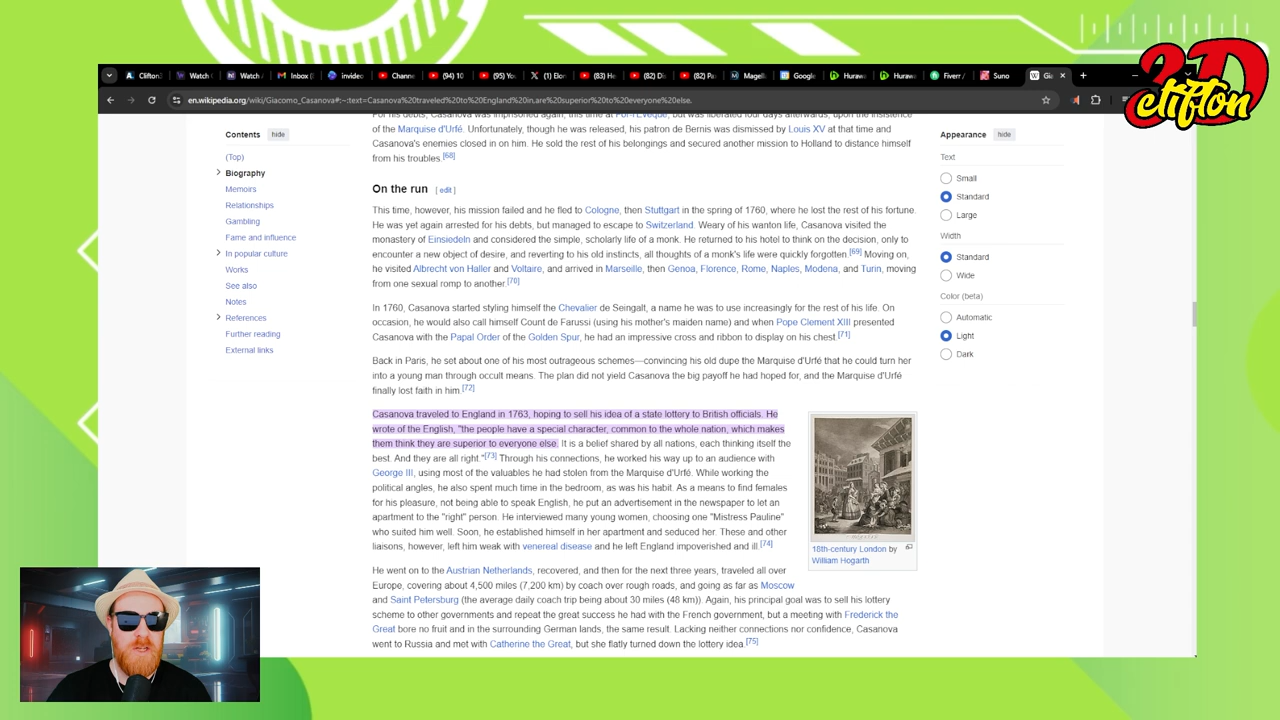 2D
clifton
Clifton:
Watch (
Watch /
Inbox (
invideo
Channe
(94) 10
(95) Yo
X (1) Elon
(83) He
(82) Di
(82) Pa
Magell
Google
Huraw
Huraw
Fiverr /
Suno
Gia
en.wikipedia.org/wiki/Giacomo_Casanova#:~:text=Casanova%20traveled%20to%20England%20in,are%20superior%20to%20everyone%20else.
Contents hide
(Top)
Biography
Memoirs
Relationships
Gambling
Fame and influence
In popular culture
Works
See also
Notes
References
Further reading
External links
For his debts, Casanova was imprisoned again, this time at For-l'Évêque, but was liberated four days afterwards, upon the insistence
of the Marquise d'Urfé. Unfortunately, though he was released, his patron de Bernis was dismissed by Louis XV at that time and
Casanova's enemies closed in on him. He sold the rest of his belongings and secured another mission to Holland to distance himself
from his troubles.[68]
On the run [ edit ]
This time, however, his mission failed and he fled to Cologne, then Stuttgart in the spring of 1760, where he lost the rest of his fortune.
He was yet again arrested for his debts, but managed to escape to Switzerland. Weary of his wanton life, Casanova visited the
monastery of Einsiedeln and considered the simple, scholarly life of a monk. He returned to his hotel to think on the decision, only to
encounter a new object of desire, and reverting to his old instincts, all thoughts of a monk's life were quickly forgotten.[69] Moving on,
he visited Albrecht von Haller and Voltaire, and arrived in Marseille, then Genoa, Florence, Rome, Naples, Modena, and Turin, moving
from one sexual romp to another.[70]
In 1760, Casanova started styling himself the Chevalier de Seingalt, a name he was to use increasingly for the rest of his life. On
occasion, he would also call himself Count de Farussi (using his mother's maiden name) and when Pope Clement XIII presented
Casanova with the Papal Order of the Golden Spur, he had an impressive cross and ribbon to display on his chest.[71]
Back in Paris, he set about one of his most outrageous schemes—convincing his old dupe the Marquise d'Urfé that he could turn her
into a young man through occult means. The plan did not yield Casanova the big payoff he had hoped for, and the Marquise d'Urfé
finally lost faith in him.[72]
Casanova traveled to England in 1763, hoping to sell his idea of a state lottery to British officials. He
wrote of the English, "the people have a special character, common to the whole nation, which makes
them think they are superior to everyone else. It is a belief shared by all nations, each thinking itself the
best. And they are all right."[73] Through his connections, he worked his way up to an audience with
George III, using most of the valuables he had stolen from the Marquise d'Urfé. While working the
political angles, he also spent much time in the bedroom, as was his habit. As a means to find females
for his pleasure, not being able to speak English, he put an advertisement in the newspaper to let an
apartment to the "right" person. He interviewed many young women, choosing one "Mistress Pauline"
who suited him well. Soon, he established himself in her apartment and seduced her. These and other
liaisons, however, left him weak with venereal disease and he left England impoverished and ill.[74]
18th-century London by
William Hogarth
He went on to the Austrian Netherlands, recovered, and then for the next three years, traveled all over
Europe, covering about 4,500 miles (7,200 km) by coach over rough roads, and going as far as Moscow
and Saint Petersburg (the average daily coach trip being about 30 miles (48 km)). Again, his principal goal was to sell his lottery
scheme to other governments and repeat the great success he had with the French government, but a meeting with Frederick the
Great bore no fruit and in the surrounding German lands, the same result. Lacking neither connections nor confidence, Casanova
went to Russia and met with Catherine the Great, but she flatly turned down the lottery idea.[75]
Appearance hide
Text
Small
Standard
Large
Width
Standard
Wide
Color (beta)
Automatic
Light
Dark